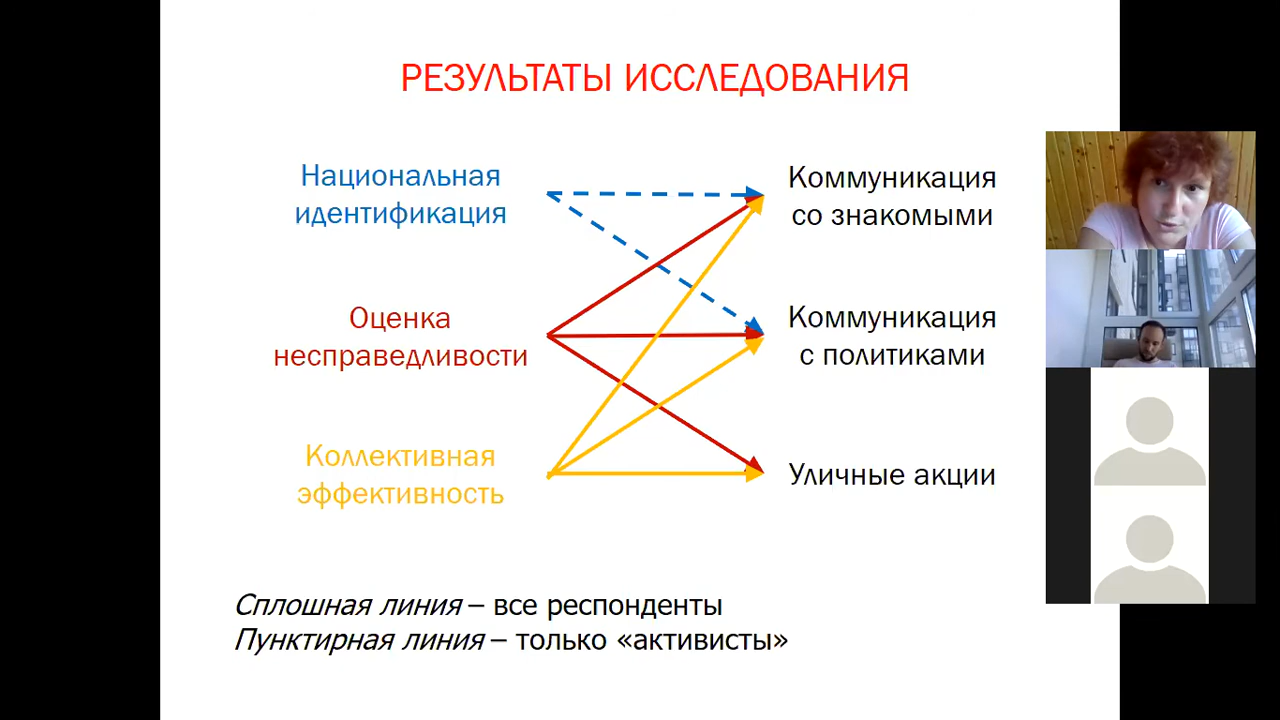 РЕЗУЛЬТАТЫ ИССЛЕДОВАНИЯ
Национальная
идентификация
Коммуникация
со знакомыми
Оценка
несправедливости
Коммуникация
с политиками
Коллективная
эффективность
Уличные акции
Сплошная линия – все респонденты
Пунктирная линия – только «активисты»